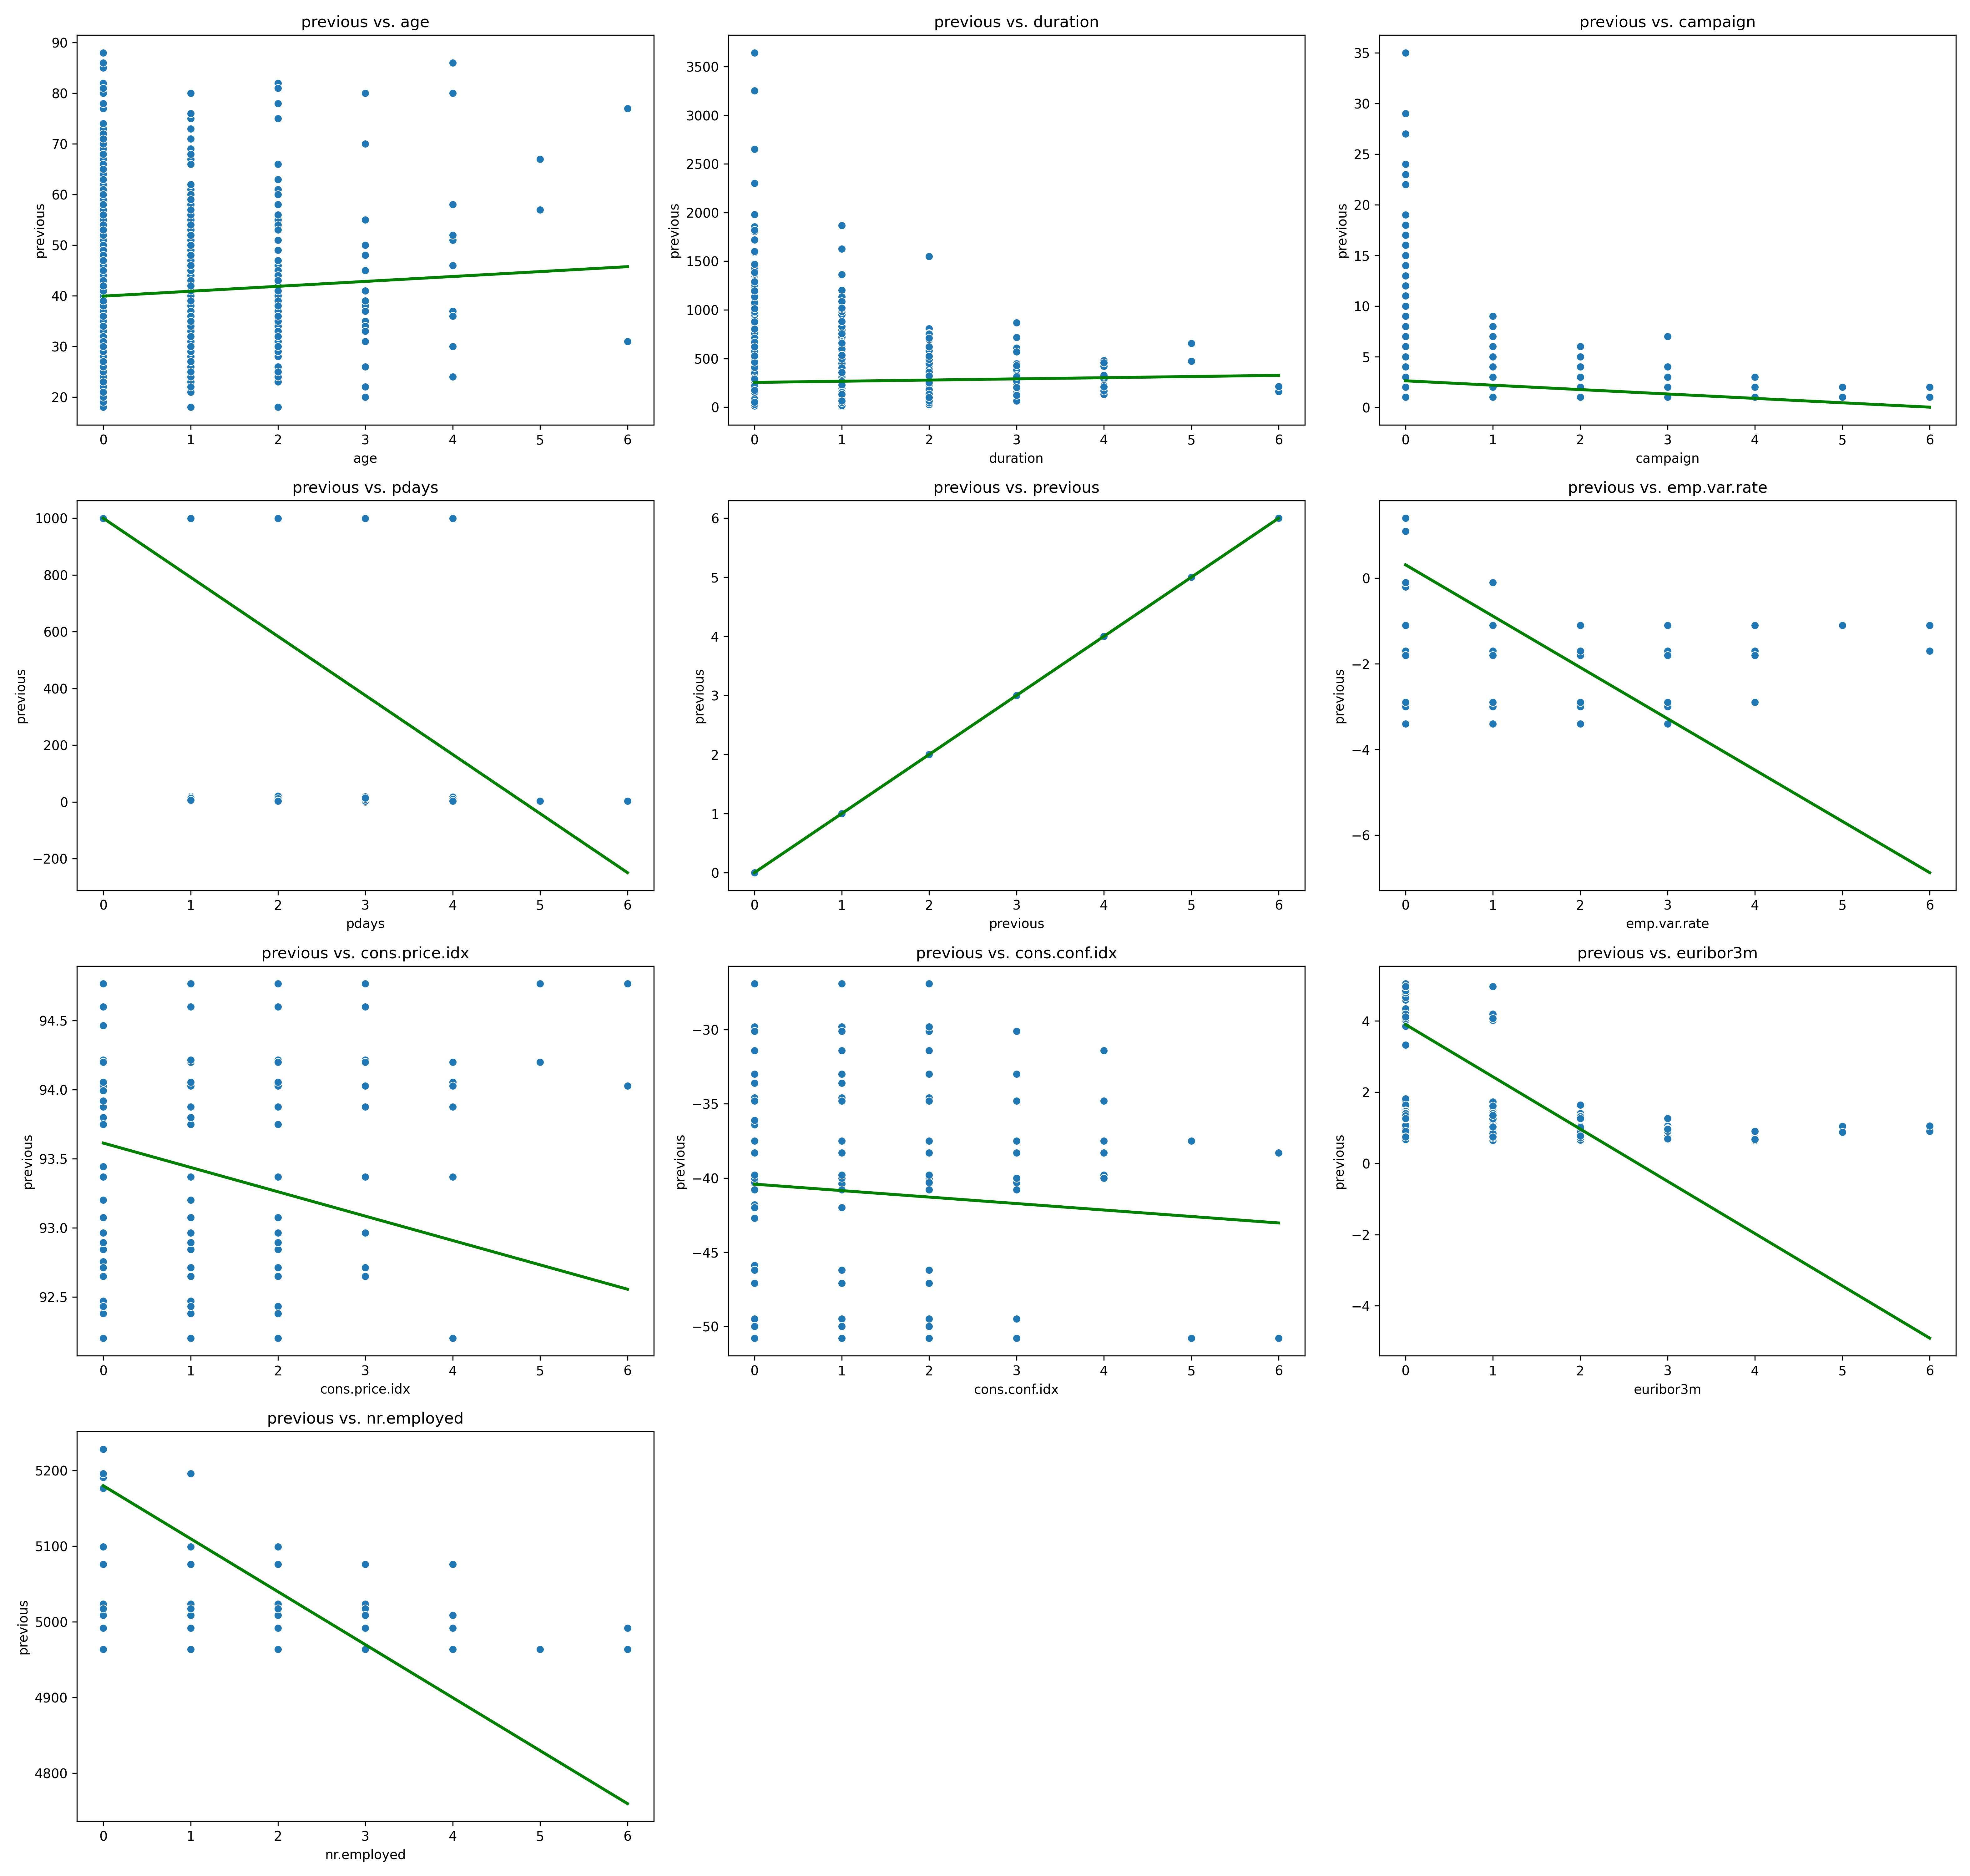 previous vs. age
90
80
70
60
50
40
30
20
previous
0 1 2 3 4 5 6
age
previous vs. duration
3500
3000
2500
2000
1500
1000
500
0
previous
0 1 2 3 4 5 6
duration
previous vs. campaign
35
30
25
20
15
10
5
0
previous
0 1 2 3 4 5 6
campaign
previous vs. pdays
1000
800
600
400
200
0
−200
previous
0 1 2 3 4 5 6
pdays
previous vs. previous
6
5
4
3
2
1
0
previous
0 1 2 3 4 5 6
previous
previous vs. emp.var.rate
0
−2
−4
−6
previous
0 1 2 3 4 5 6
emp.var.rate
previous vs. cons.price.idx
94.5
94.0
93.5
93.0
92.5
previous
0 1 2 3 4 5 6
cons.price.idx
previous vs. cons.conf.idx
−30
−35
−40
−45
−50
previous
0 1 2 3 4 5 6
cons.conf.idx
previous vs. euribor3m
4
2
0
−2
−4
previous
0 1 2 3 4 5 6
euribor3m
previous vs. nr.employed
5200
5100
5000
4900
4800
previous
0 1 2 3 4 5 6
nr.employed